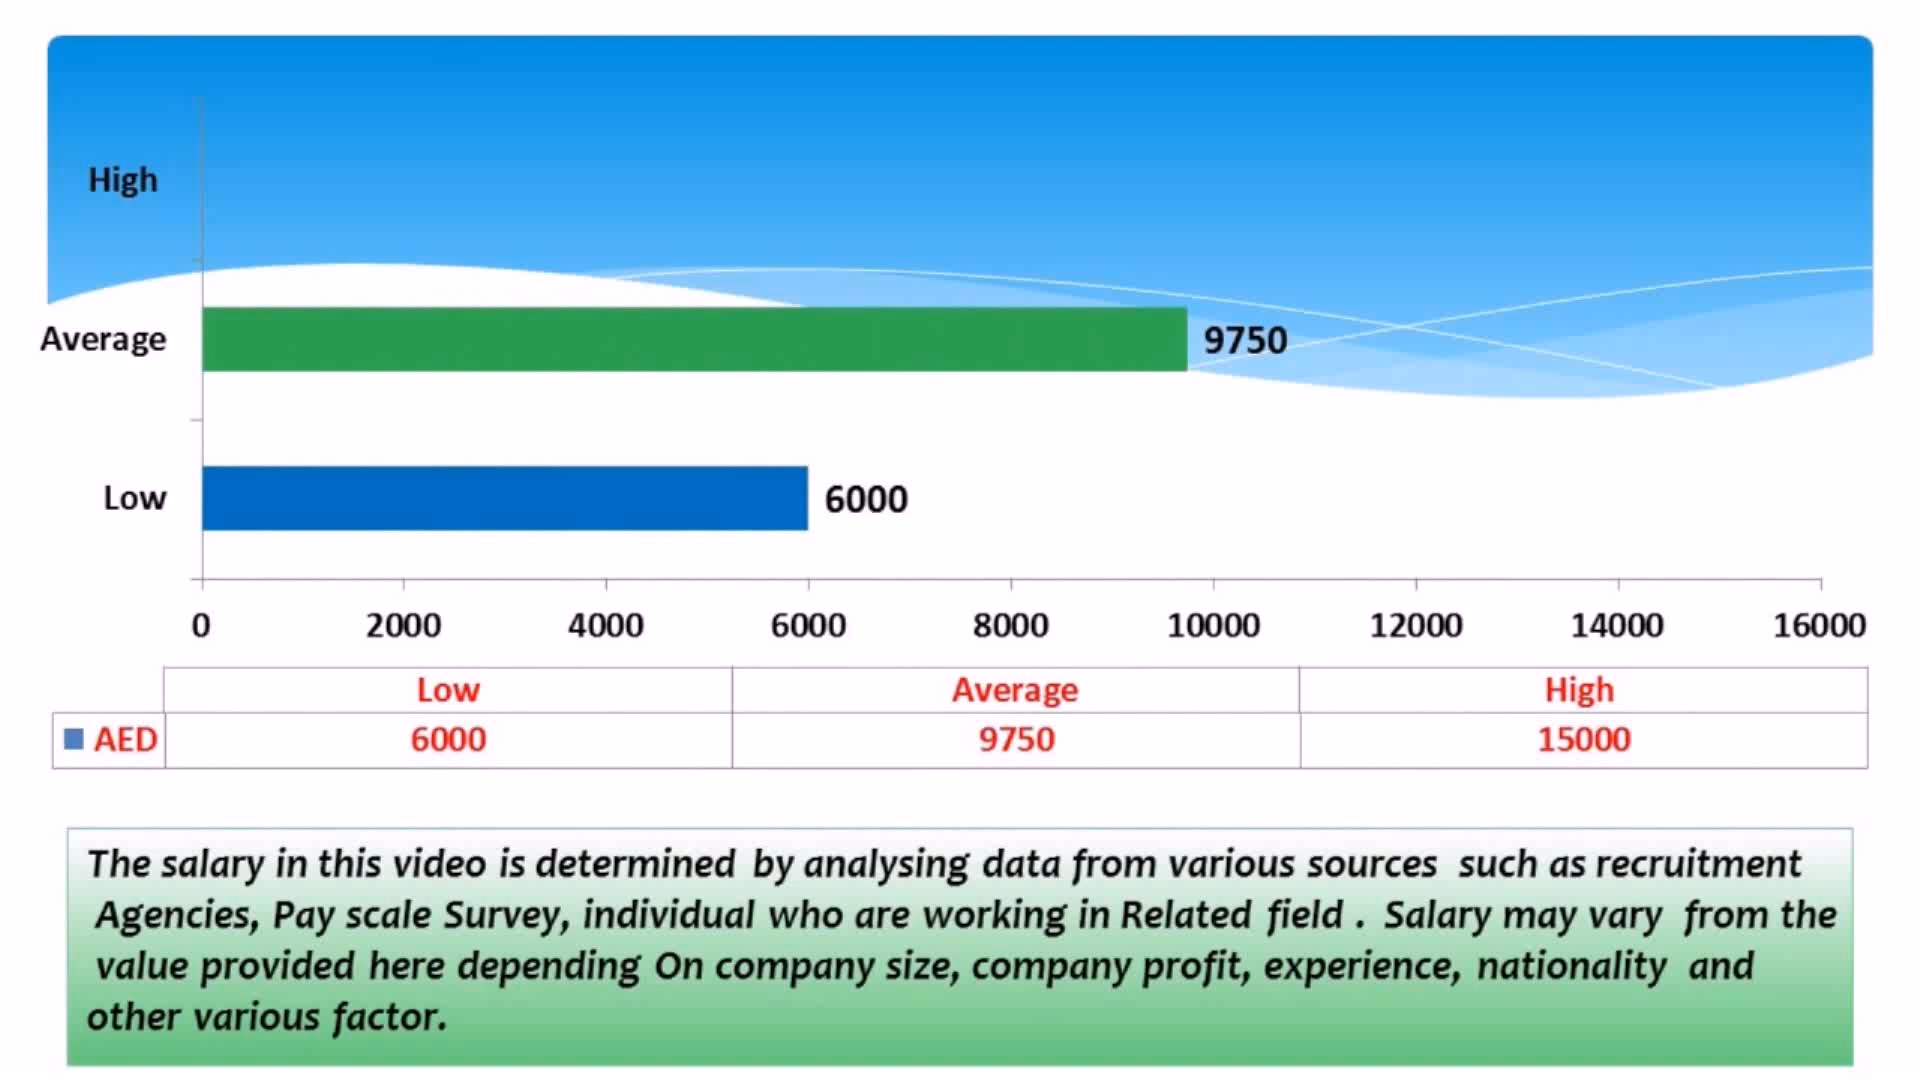 High
Average
9750
Low
6000
0 2000 4000 6000 8000 10000 12000 14000 16000
Low Average High
AED 6000 9750 15000
The salary in this video is determined by analysing data from various sources such as recruitment
Agencies, Pay scale Survey, individual who are working in Related field . Salary may vary from the
value provided here depending On company size, company profit, experience, nationality and
other various factor.